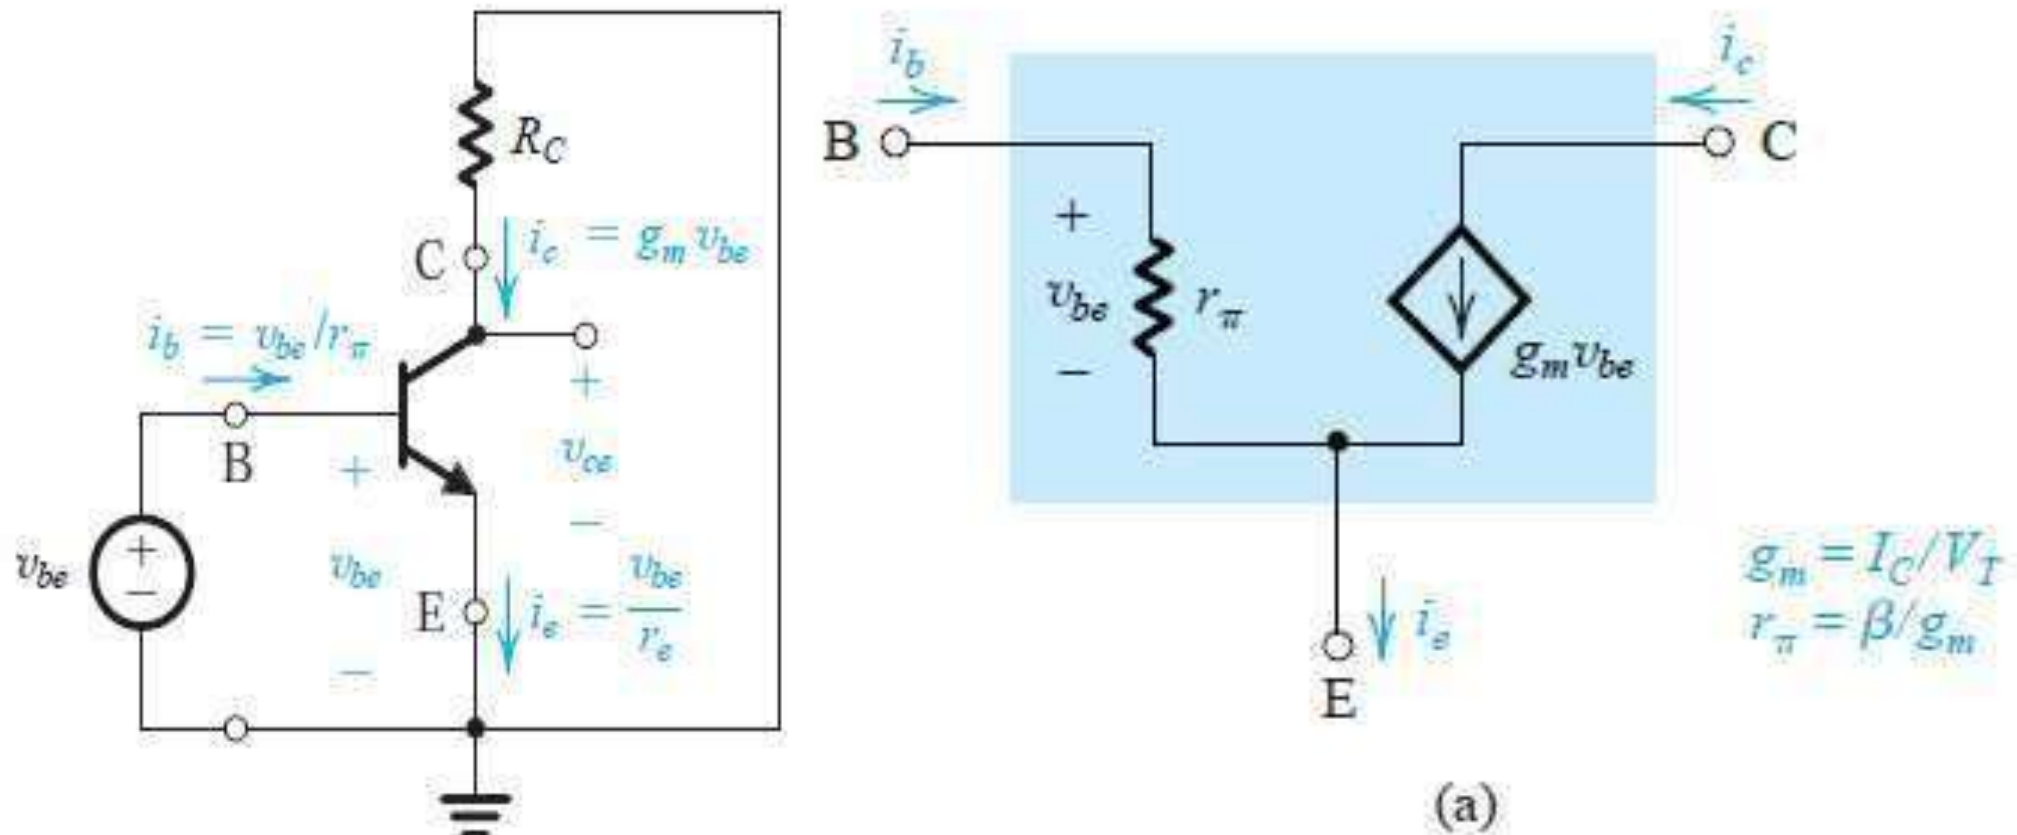 R_C
C
i_c = g_m v_be
i_b = v_be/r_π
B
+
v_be
−
+
v_ce
−
+
−
v_be
E
i_e = v_be/r_e
i_b
i_c
B
C
+
v_be
−
r_π
g_m v_be
i_e
E
g_m = I_C/V_T
r_π = β/g_m
(a)